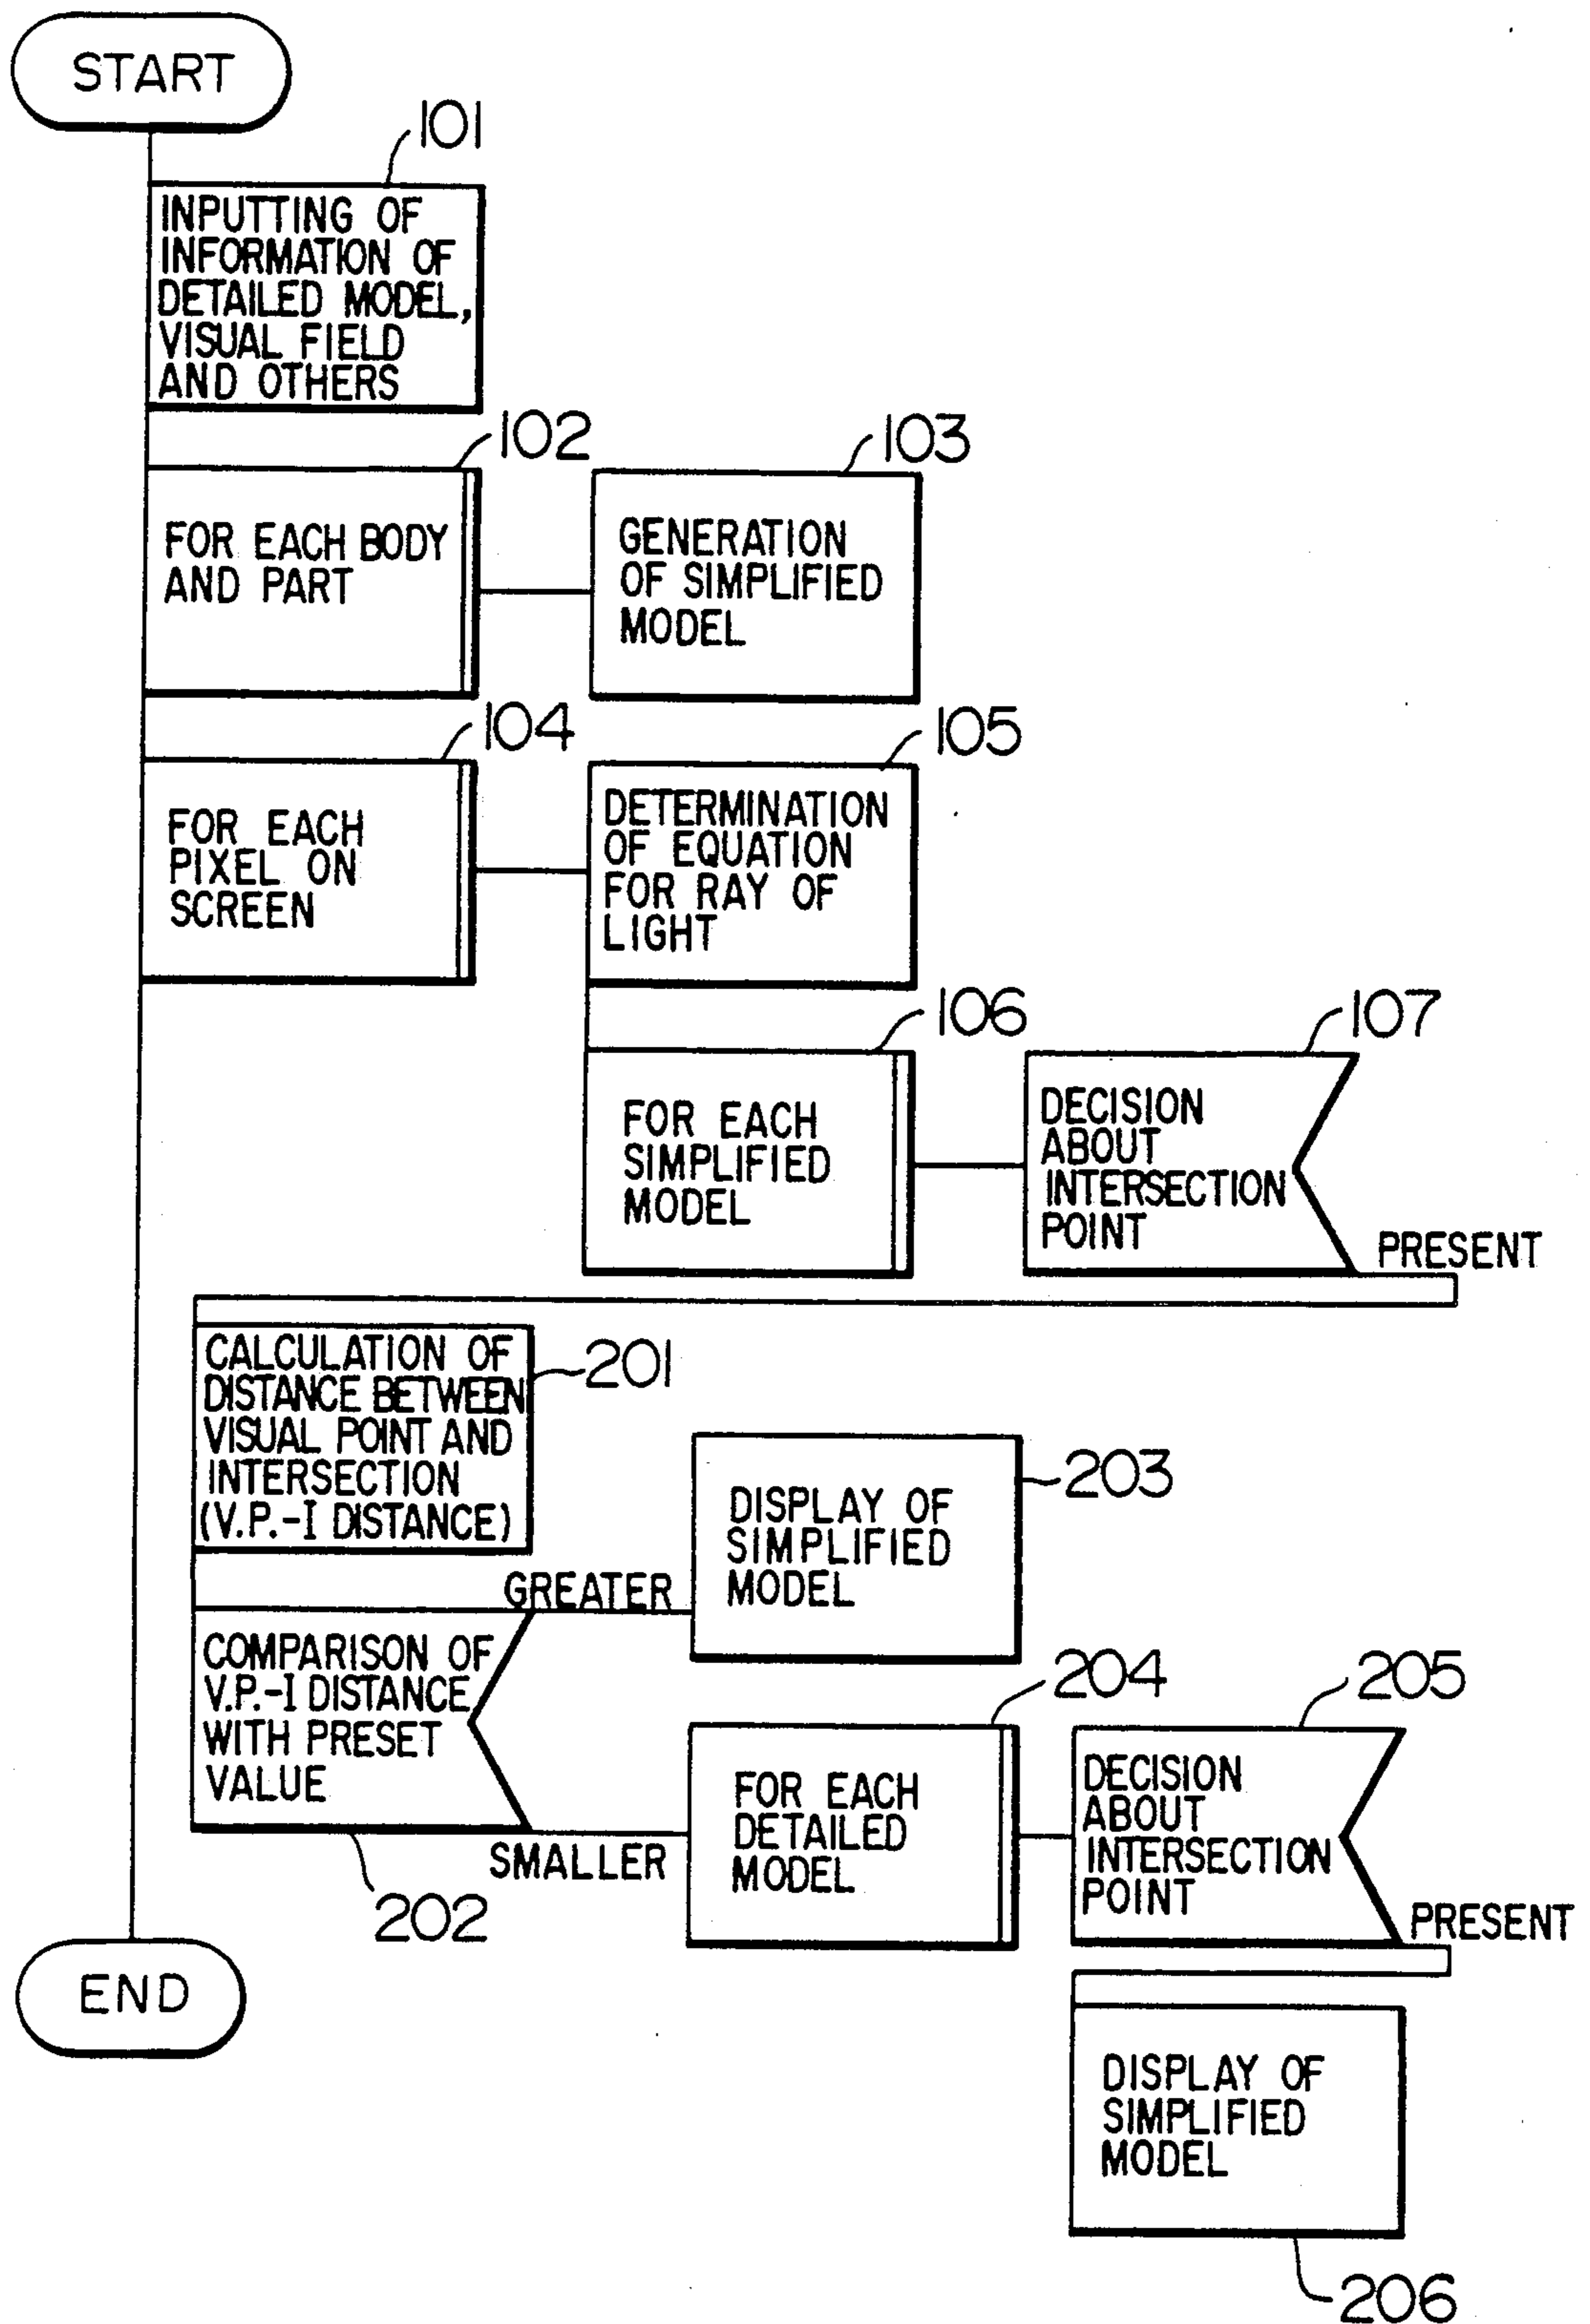 START
101
INPUTTING OF
INFORMATION OF
DETAILED MODEL,
VISUAL FIELD
AND OTHERS
102
FOR EACH BODY
AND PART
103
GENERATION
OF SIMPLIFIED
MODEL
104
FOR EACH
PIXEL ON
SCREEN
105
DETERMINATION
OF EQUATION
FOR RAY OF
LIGHT
106
FOR EACH
SIMPLIFIED
MODEL
107
DECISION
ABOUT
INTERSECTION
POINT
PRESENT
CALCULATION OF
DISTANCE BETWEEN
VISUAL POINT AND
INTERSECTION
(V.P.-I DISTANCE)
201
GREATER
DISPLAY OF
SIMPLIFIED
MODEL
203
COMPARISON OF
V.P.-I DISTANCE
WITH PRESET
VALUE
202
SMALLER
204
FOR EACH
DETAILED
MODEL
205
DECISION
ABOUT
INTERSECTION
POINT
PRESENT
DISPLAY OF
SIMPLIFIED
MODEL
206
END